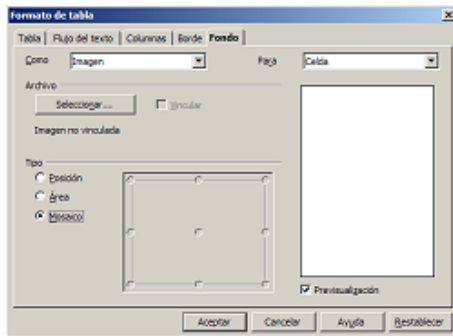 Formato de tabla
Tabla Flujo del texto Columnas Borde Fondo
Como Imagen Para Celda
Archivo
Seleccionar... Vincular
Imagen no vinculada
Tipo
Posición
Área
Mosaico
Previsualización
Aceptar Cancelar Ayuda Restablecer